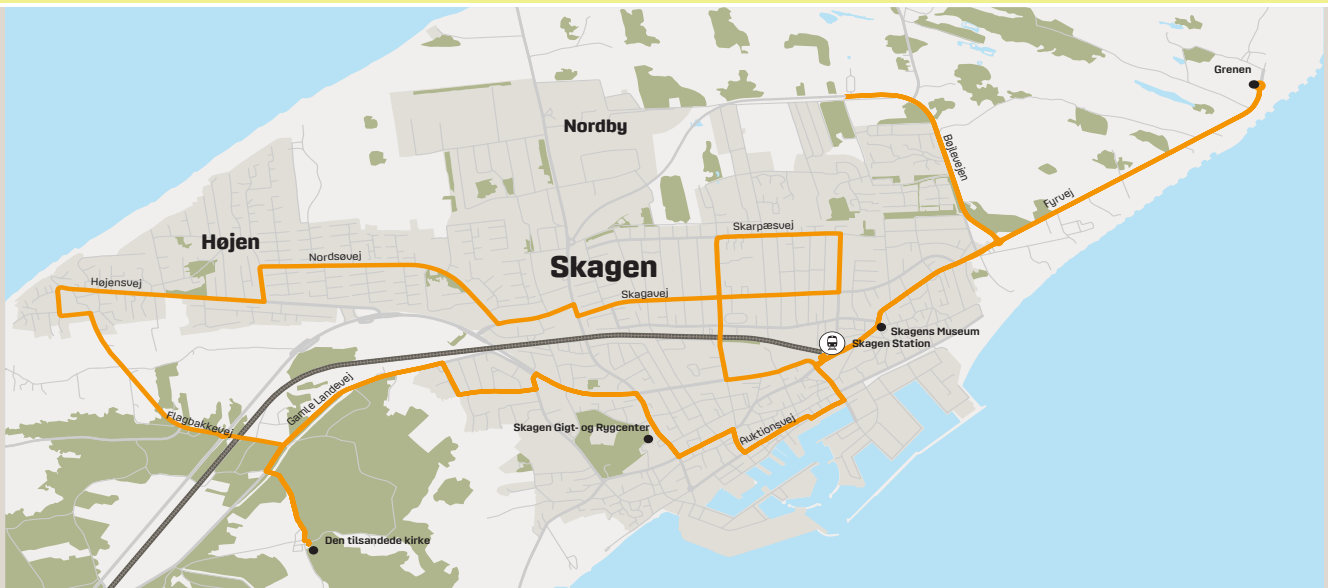 Grenen
Nordby
Bøjlevejen
Fyrvej
Skarpæsvej
Højen
Nordsøvej
Skagen
Højensvej
Skagavej
Skagens Museum
Skagen Station
Gamle Landevej
Flagbakkevej
Skagen Gigt- og Rygcenter
Auktionsvej
Den tilsandede kirke